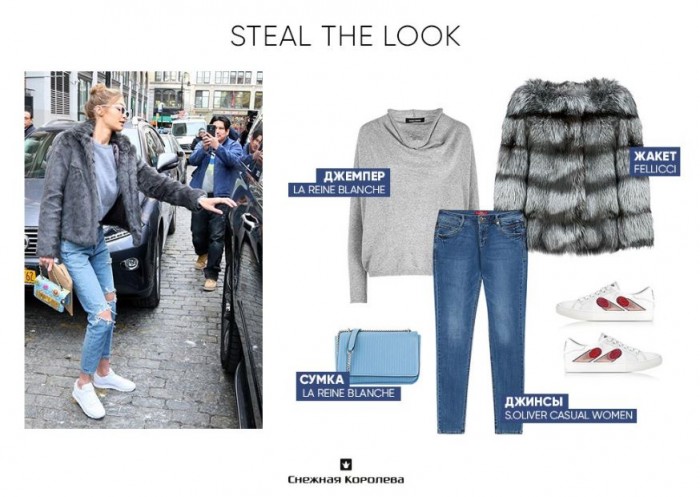 STEAL THE LOOK
ДЖЕМПЕР
LA REINE BLANCHE
ЖАКЕТ
FELLICCI
СУМКА
LA REINE BLANCHE
ДЖИНСЫ
S.OLIVER CASUAL WOMEN
Снежная Королева